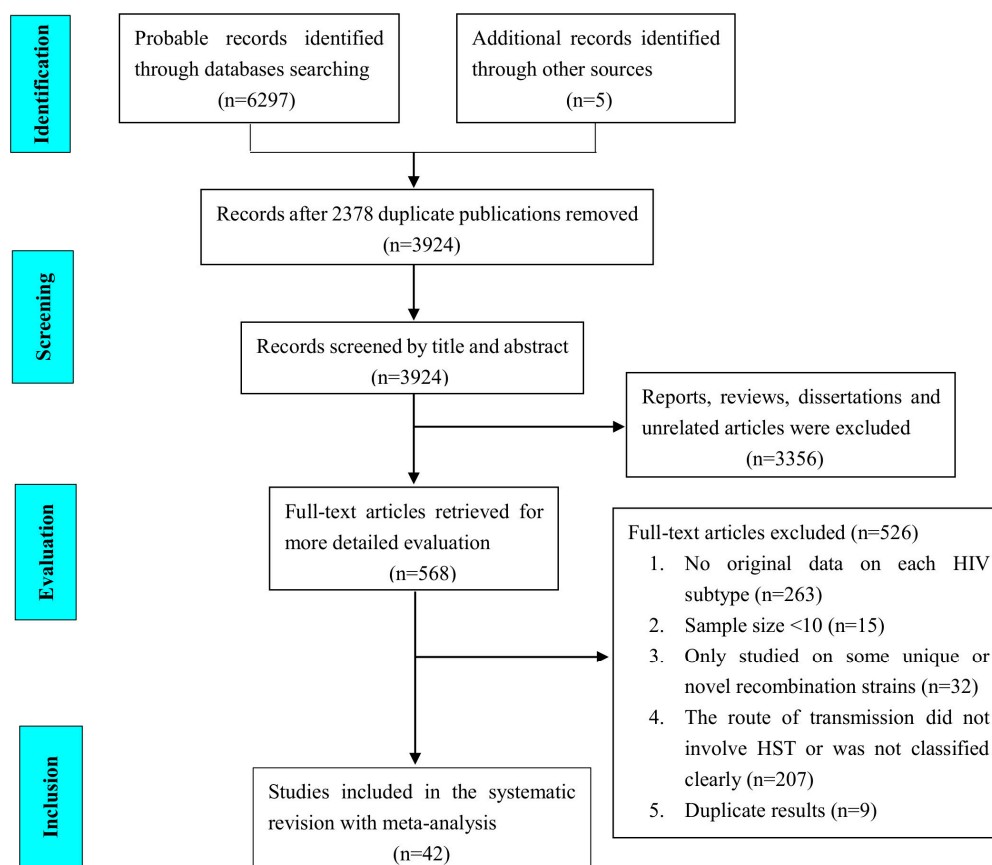 Identification
Probable records identified
through databases searching
(n=6297)
Additional records identified
through other sources
(n=5)
Records after 2378 duplicate publications removed
(n=3924)
Screening
Records screened by title and abstract
(n=3924)
Reports, reviews, dissertations and
unrelated articles were excluded
(n=3356)
Evaluation
Full-text articles retrieved for
more detailed evaluation
(n=568)
Full-text articles excluded (n=526)
1. No original data on each HIV
subtype (n=263)
2. Sample size <10 (n=15)
3. Only studied on some unique or
novel recombination strains (n=32)
4. The route of transmission did not
involve HST or was not classified
clearly (n=207)
5. Duplicate results (n=9)
Inclusion
Studies included in the systematic
revision with meta-analysis
(n=42)